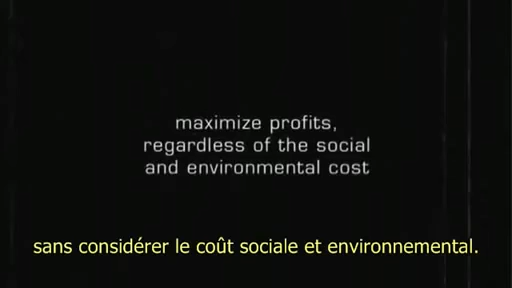 maximize profits,
regardless of the social
and environmental cost
sans considérer le coût sociale et environnemental.